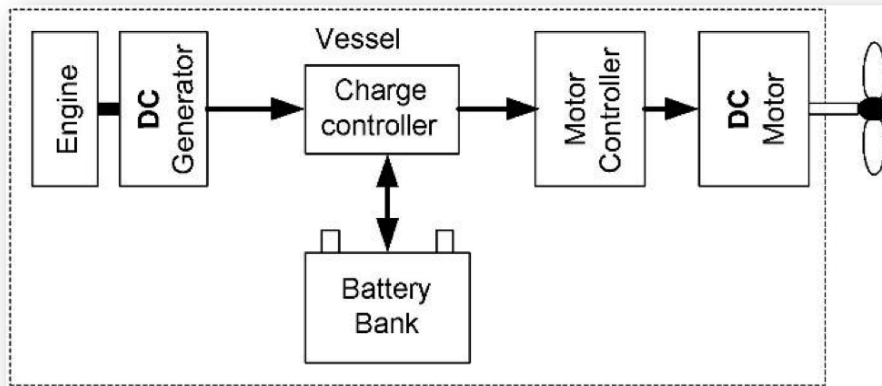 Vessel
Engine
DC
Generator
Charge
controller
Motor
Controller
DC
Motor
Battery
Bank